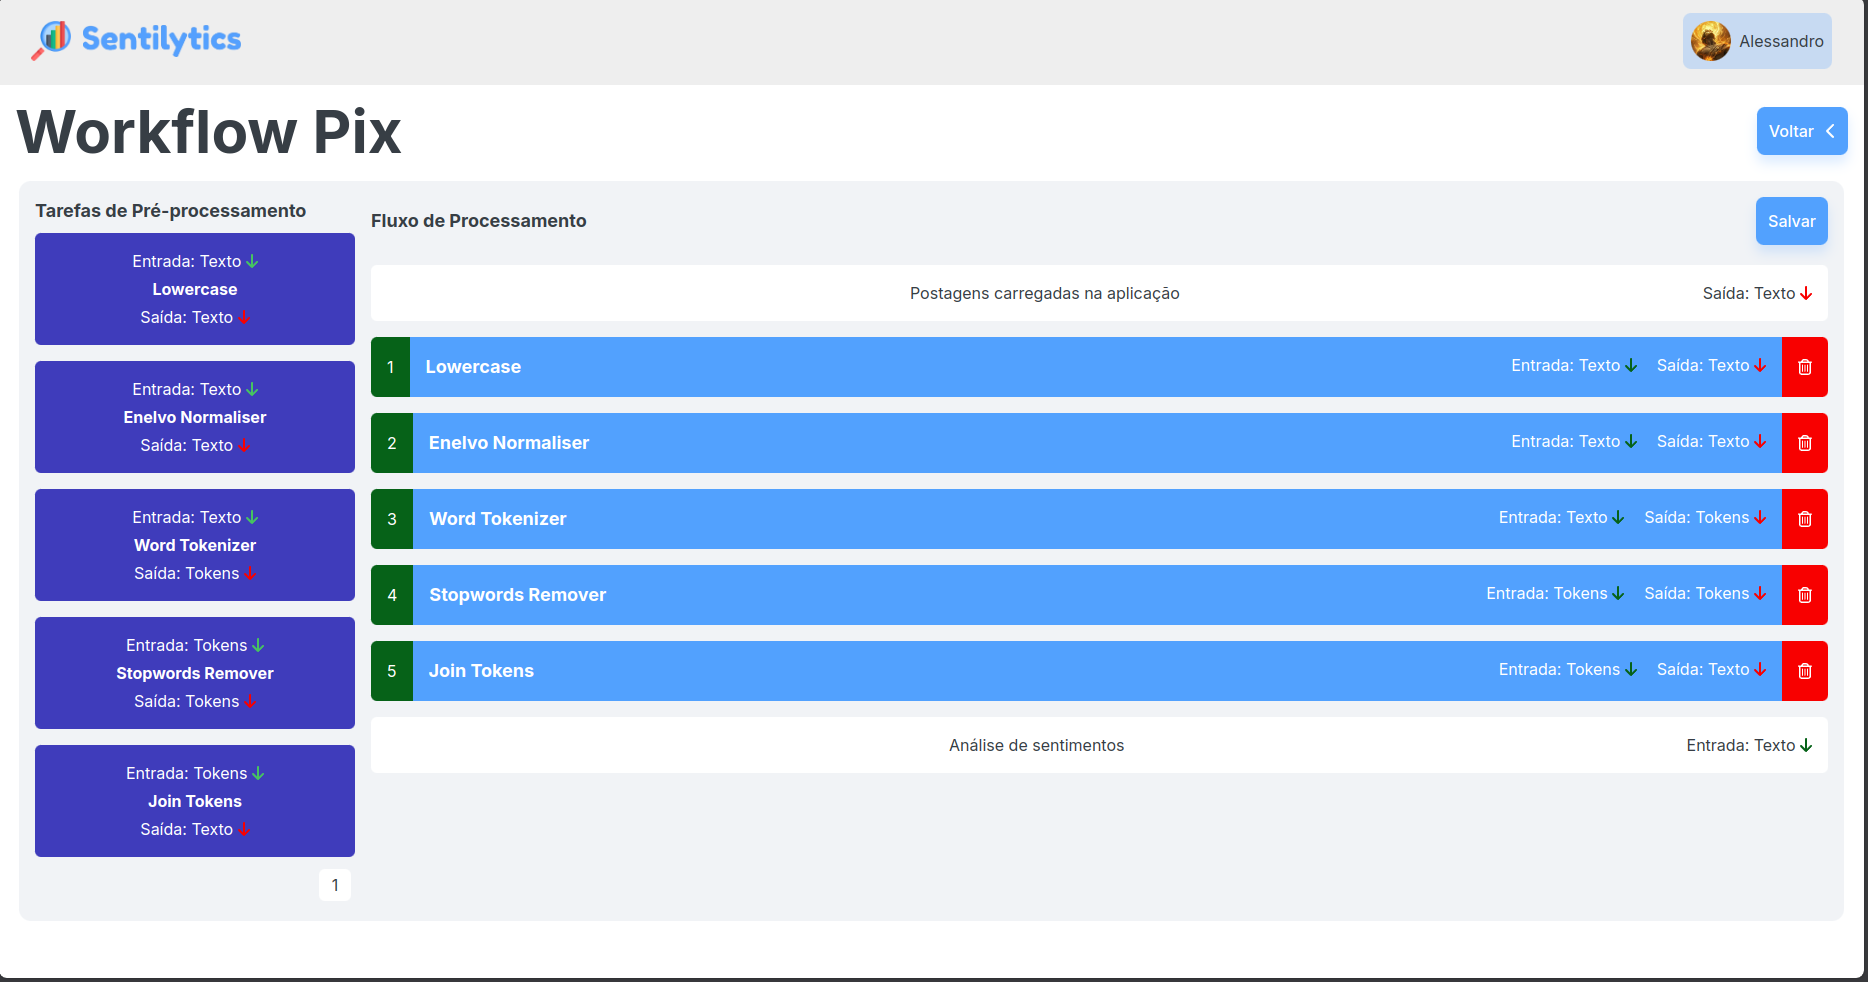 Sentilytics
Alessandro
Workflow Pix
Voltar
Tarefas de Pré-processamento
Entrada: Texto
Lowercase
Saída: Texto
Entrada: Texto
Enelvo Normaliser
Saída: Texto
Entrada: Texto
Word Tokenizer
Saída: Tokens
Entrada: Tokens
Stopwords Remover
Saída: Tokens
Entrada: Tokens
Join Tokens
Saída: Texto
1
Fluxo de Processamento
Salvar
Postagens carregadas na aplicação Saída: Texto
1 Lowercase Entrada: Texto Saída: Texto
2 Enelvo Normaliser Entrada: Texto Saída: Texto
3 Word Tokenizer Entrada: Texto Saída: Tokens
4 Stopwords Remover Entrada: Tokens Saída: Tokens
5 Join Tokens Entrada: Tokens Saída: Texto
Análise de sentimentos Entrada: Texto